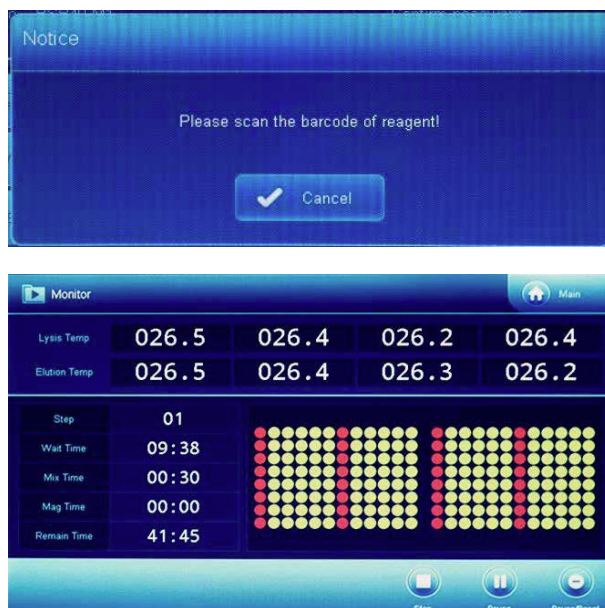 Notice
Please scan the barcode of reagent!
Cancel
Monitor
Main
Lysis Temp 026.5 026.4 026.2 026.4
Elution Temp 026.5 026.4 026.3 026.2
Step 01
Wait Time 09:38
Mix Time 00:30
Mag Time 00:00
Remain Time 41:45